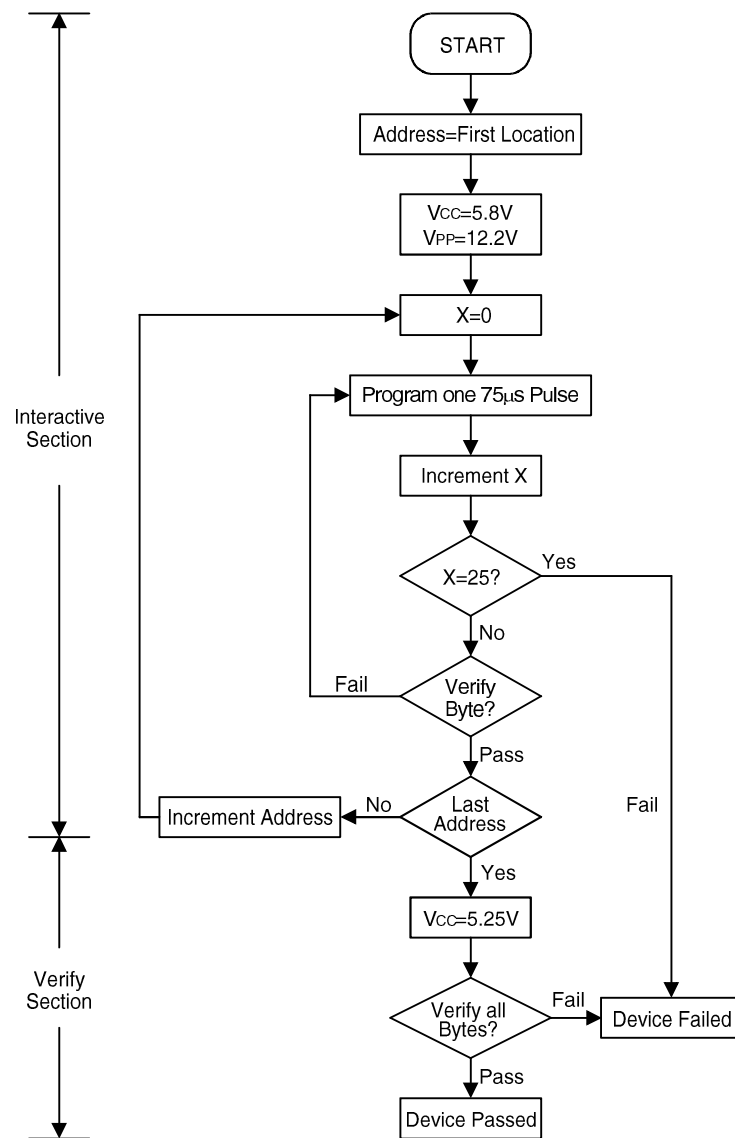 START
Address=First Location
VCC=5.8V
VPP=12.2V
X=0
Program one 75μs Pulse
Interactive
Section
Increment X
X=25?
Yes
No
Verify
Byte?
Fail
Pass
Last
Address
No
Increment Address
Fail
Yes
VCC=5.25V
Verify
Section
Verify all
Bytes?
Fail
Device Failed
Pass
Device Passed